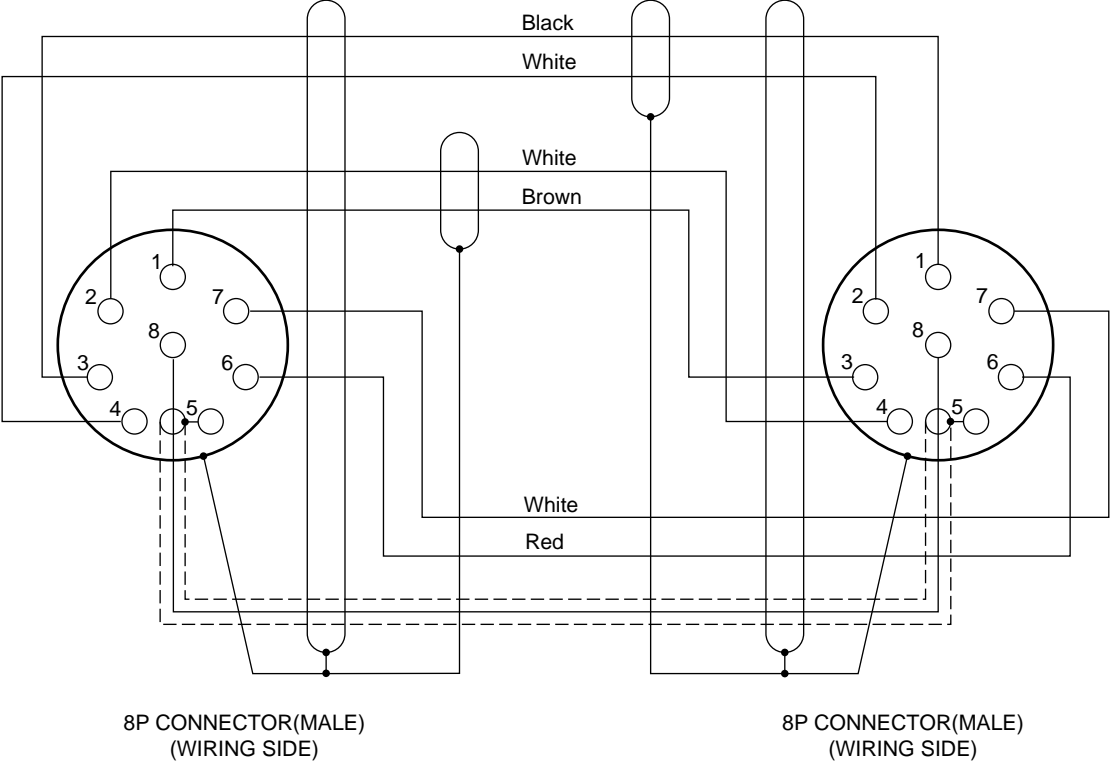 Black
White
White
Brown
1
2
7
8
3
6
4
5
1
2
7
8
3
6
4
5
White
Red
8P CONNECTOR(MALE)
(WIRING SIDE)
8P CONNECTOR(MALE)
(WIRING SIDE)